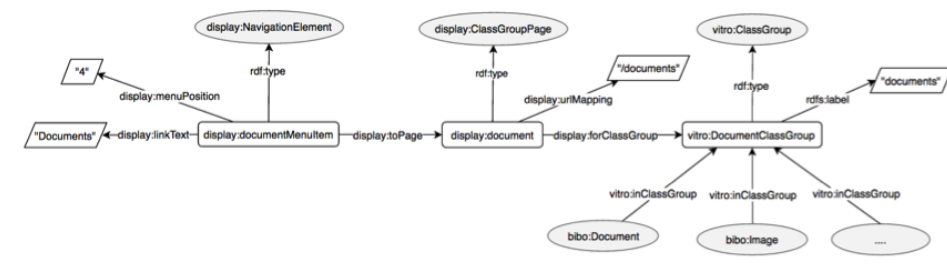 display:NavigationElement
display:ClassGroupPage
vitro:ClassGroup
"4"
rdf:type
rdf:type
"/documents"
rdf:type
"documents"
display:menuPosition
display:urlMapping
rdfs:label
"Documents"
display:linkText
display:documentMenuItem
display:toPage
display:document
display:forClassGroup
vitro:DocumentClassGroup
vitro:inClassGroup
vitro:inClassGroup
vitro:inClassGroup
bibo:Document
bibo:Image
....